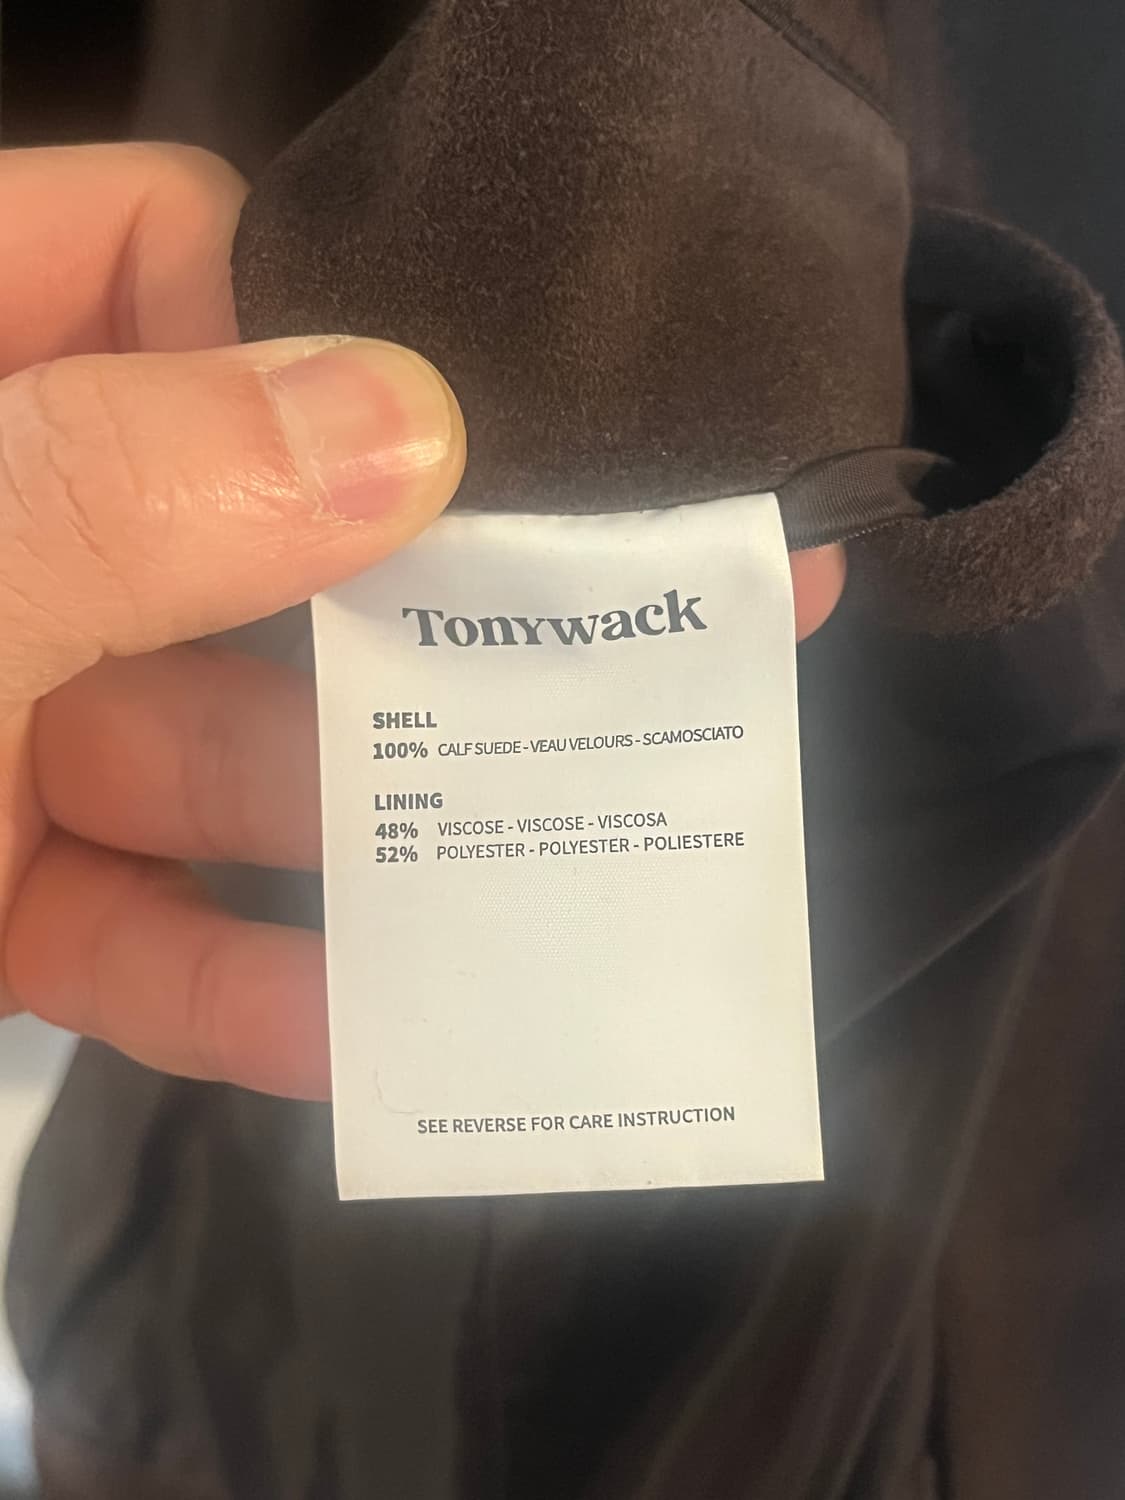 Tonywack
SHELL
100% CALF SUEDE - VEAU VELOURS - SCAMOSCIATO
LINING
48% VISCOSE - VISCOSE - VISCOSA
52% POLYESTER - POLYESTER - POLIESTERE
SEE REVERSE FOR CARE INSTRUCTION